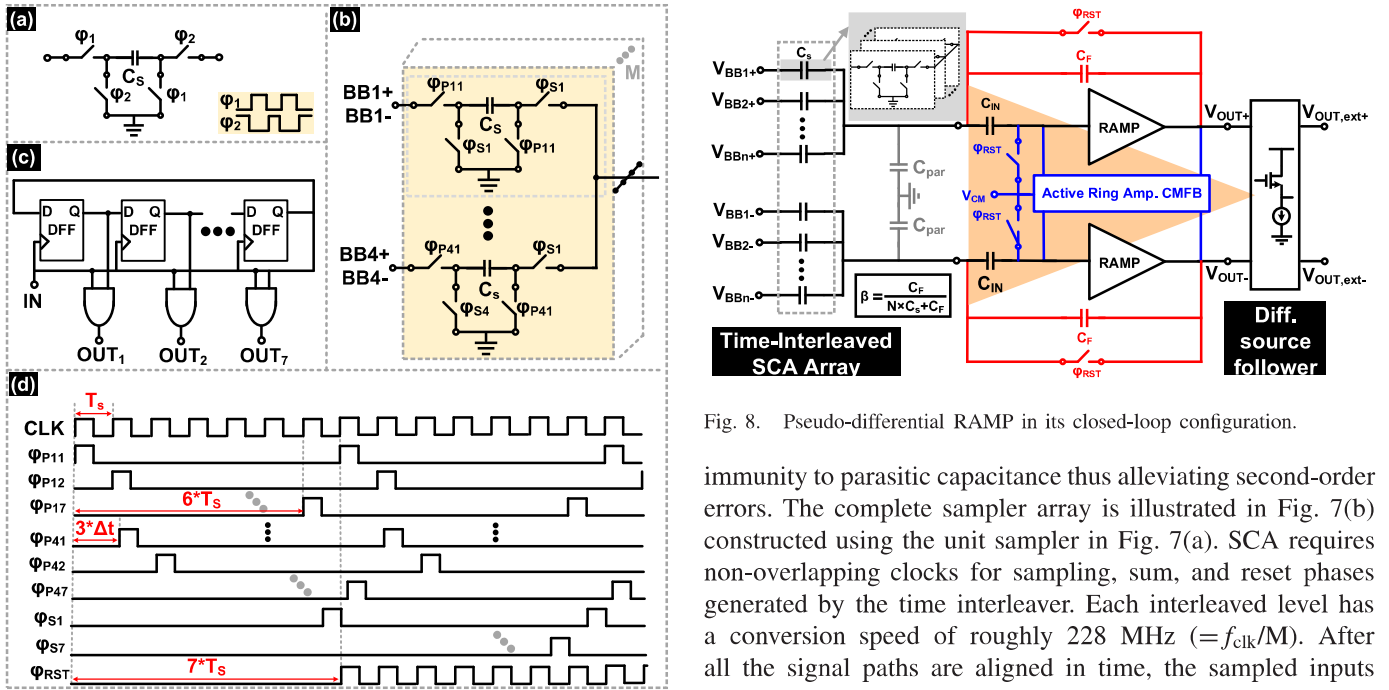 (a)
φ1
φ2
CS
φ2
φ1
φ1
φ2
(b)
M
BB1+
BB1-
φP11
φS1
CS
φS1
φP11
BB4+
BB4-
φP41
φS1
CS
φS4
φP41
(c)
D Q
DFF
D Q
DFF
D Q
DFF
IN
OUT1
OUT2
OUT7
(d)
Ts
CLK
φP11
φP12
6*TS
φP17
3*Δt
φP41
φP42
φP47
φS1
φS7
7*TS
φRST
φRST
CF
Cs
VBB1+
VBB2+
VBBn+
CIN
RAMP
VOUT+
VOUT,ext+
φRST
Cpar
VCM
Active Ring Amp. CMFB
Cpar
φRST
VBB1-
VBB2-
VBBn-
CIN
RAMP
VOUT-
VOUT,ext-
β = CF / N×Cs+CF
CF
φRST
Time-Interleaved
SCA Array
Diff.
source
follower
Fig. 8. Pseudo-differential RAMP in its closed-loop configuration.
immunity to parasitic capacitance thus alleviating second-order
errors. The complete sampler array is illustrated in Fig. 7(b)
constructed using the unit sampler in Fig. 7(a). SCA requires
non-overlapping clocks for sampling, sum, and reset phases
generated by the time interleaver. Each interleaved level has
a conversion speed of roughly 228 MHz (=fclk/M). After
all the signal paths are aligned in time, the sampled inputs